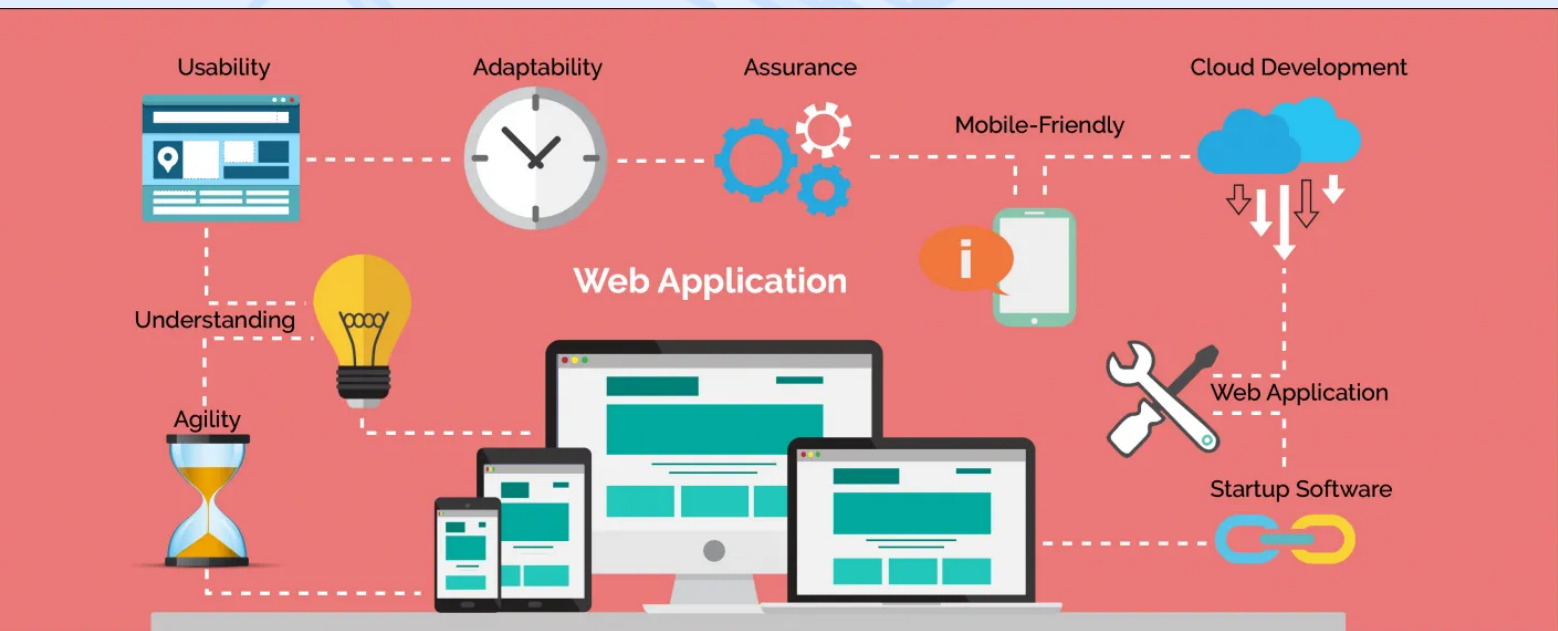 Usability
Adaptability
Assurance
Cloud Development
Mobile-Friendly
Web Application
i
Understanding
Web Application
Agility
Startup Software